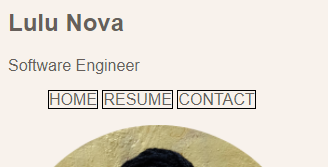 Lulu Nova
Software Engineer
HOME RESUME CONTACT